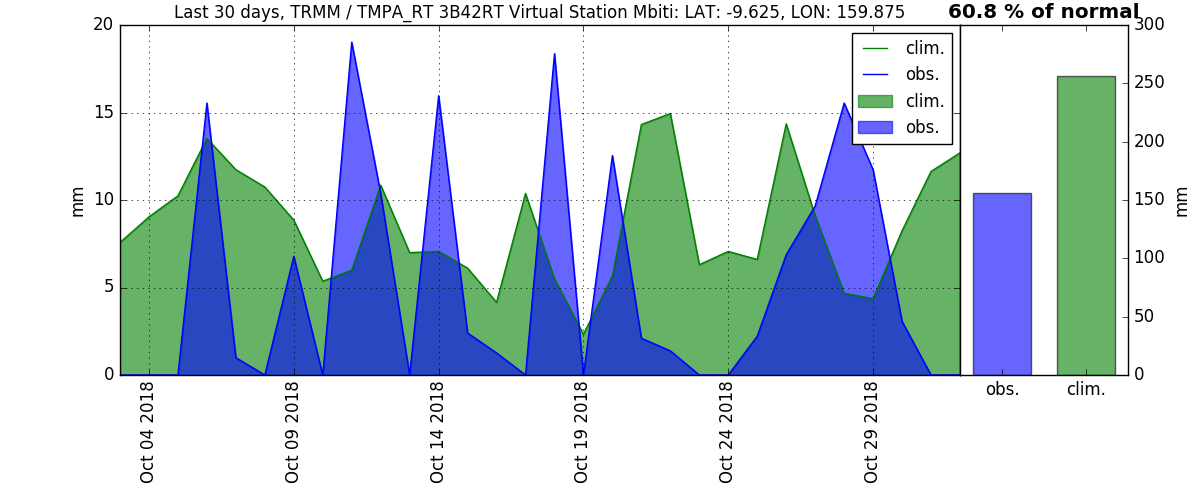 Last 30 days, TRMM / TMPA_RT 3B42RT Virtual Station Mbiti: LAT: -9.625, LON: 159.875
60.8 % of normal
mm
20
15
10
5
0
clim.
obs.
clim.
obs.
Oct 04 2018
Oct 09 2018
Oct 14 2018
Oct 19 2018
Oct 24 2018
Oct 29 2018
300
250
200
150
100
50
0
mm
obs.
clim.